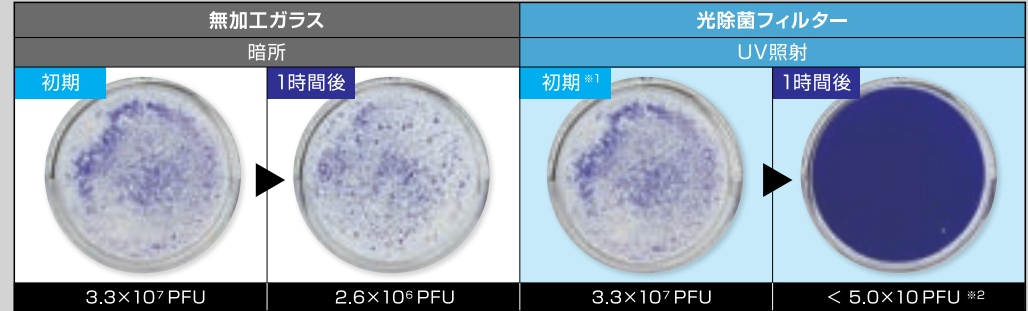 無加工ガラス
暗所
初期
1時間後
3.3×10⁷ PFU
2.6×10⁶ PFU
光除菌フィルター
UV照射
初期※1
1時間後
3.3×10⁷ PFU
< 5.0×10 PFU ※2